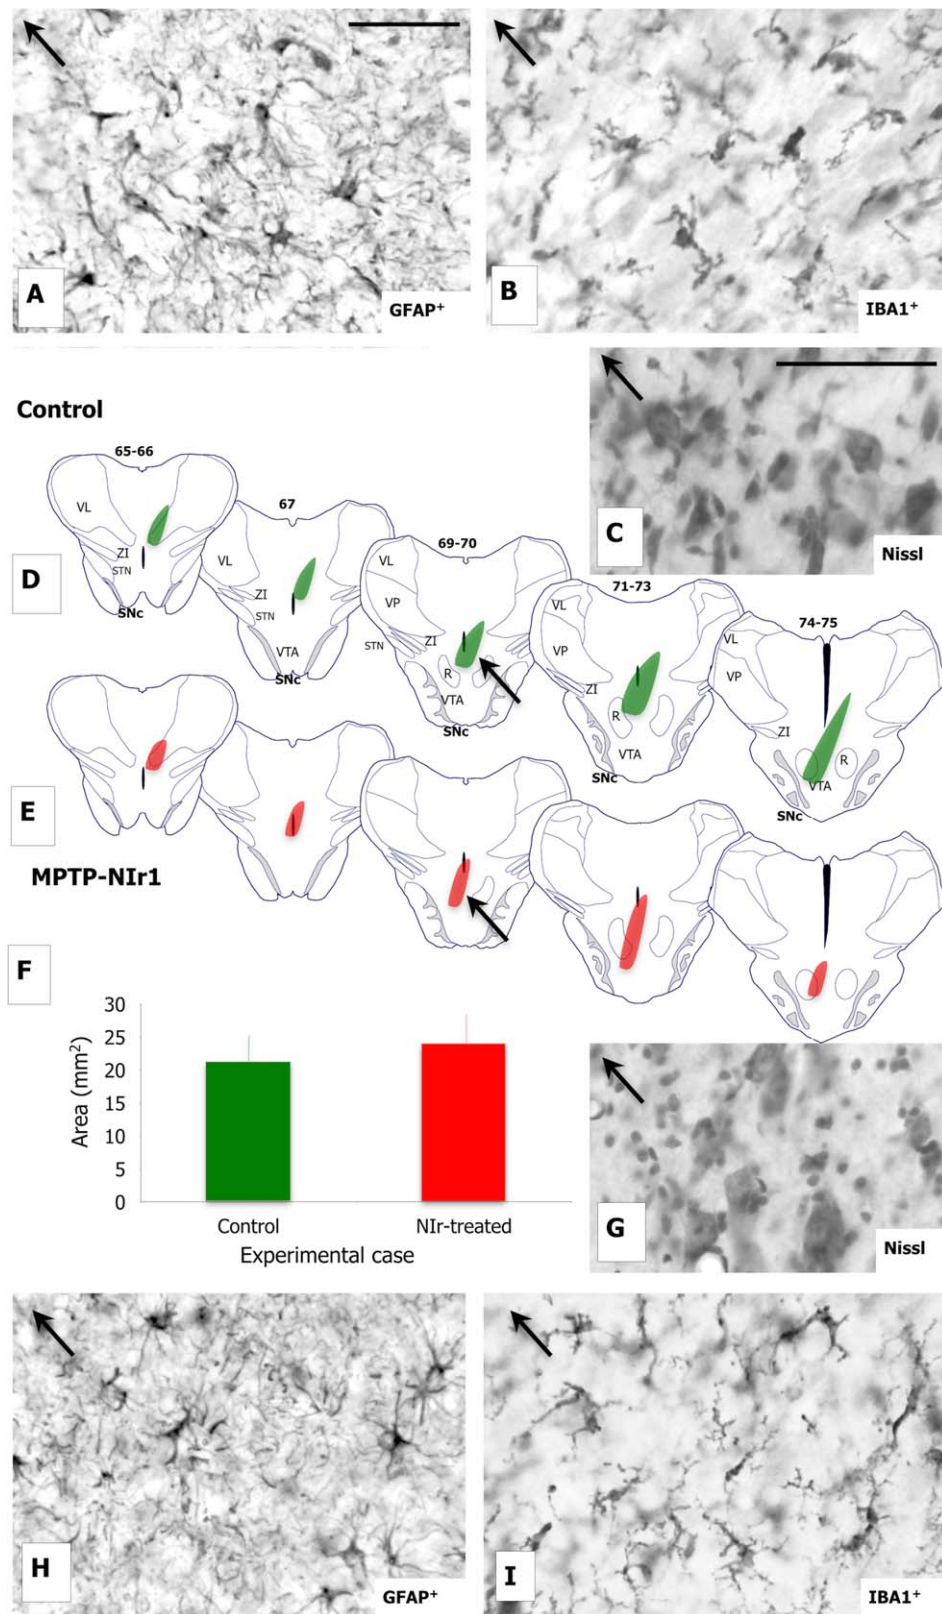 A
GFAP+
B
IBA1+
Control
C
Nissl
D
65-66
VL
ZI
STN
SNc
67
VL
ZI
STN
VTA
SNc
69-70
VL
VP
STN
ZI
R
VTA
SNc
71-73
VL
VP
ZI
R
VTA
SNc
74-75
VL
VP
ZI
R
VTA
SNc
E
MPTP-NIr1
F
30
25
20
15
10
5
0
Area (mm²)
Control
NIr-treated
Experimental case
G
Nissl
H
GFAP+
I
IBA1+